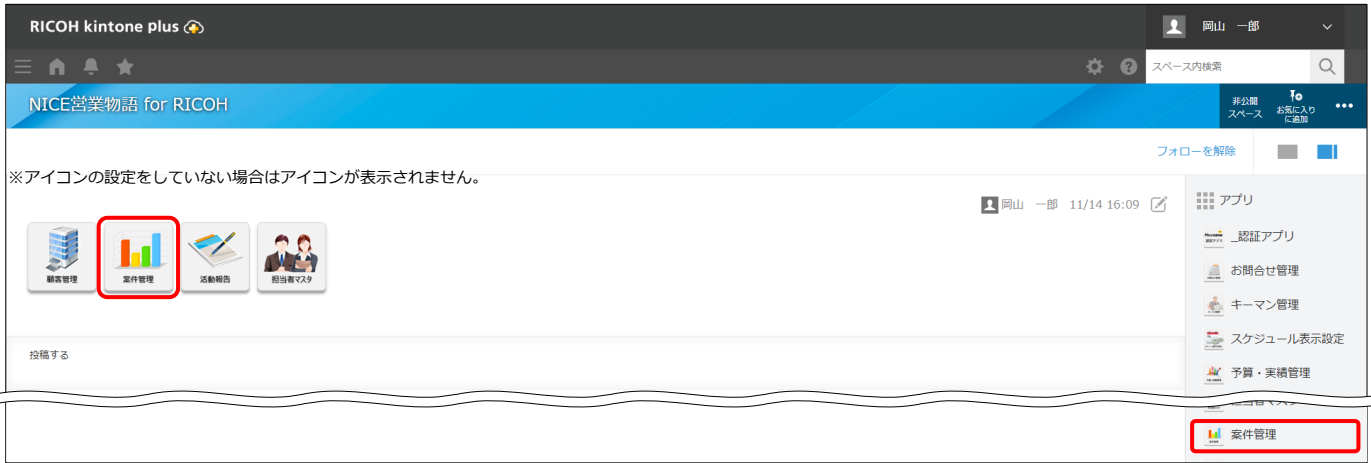 RICOH kintone plus
岡山 一郎
スペース内検索
NICE営業物語 for RICOH
非公開
スペース
お気に入り
に追加
フォローを解除
※アイコンの設定をしていない場合はアイコンが表示されません。
岡山 一郎 11/14 16:09
アプリ
顧客管理
案件管理
活動報告
担当者マスタ
_認証アプリ
お問合せ管理
キーマン管理
スケジュール表示設定
予算・実績管理
投稿する
案件管理